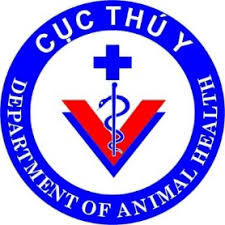 CỤC THÚ Y
DEPARTMENT OF ANIMAL HEALTH